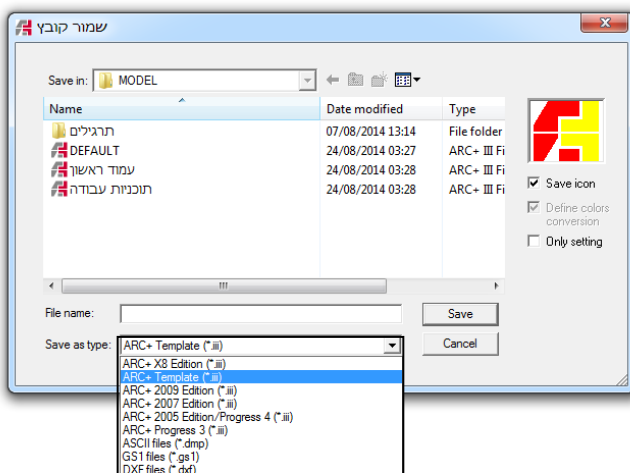 שמור קובץ
Save in: MODEL
Name Date modified Type
תרגילים 07/08/2014 13:14 File folder
DEFAULT 24/08/2014 03:27 ARC+ III Fi
עמוד ראשון 24/08/2014 03:28 ARC+ III Fi
תוכניות עבודה 24/08/2014 03:28 ARC+ III Fi
Save icon
Define colors
conversion
Only setting
File name: Save
Save as type: ARC+ Template (*.iii) Cancel
ARC+ X8 Edition (*.iii)
ARC+ Template (*.iii)
ARC+ 2009 Edition (*.iii)
ARC+ 2007 Edition (*.iii)
ARC+ 2005 Edition/Progress 4 (*.iii)
ARC+ Progress 3 (*.iii)
ASCII files (*.dmp)
GS1 files (*.gs1)
DXF files (*.dxf)